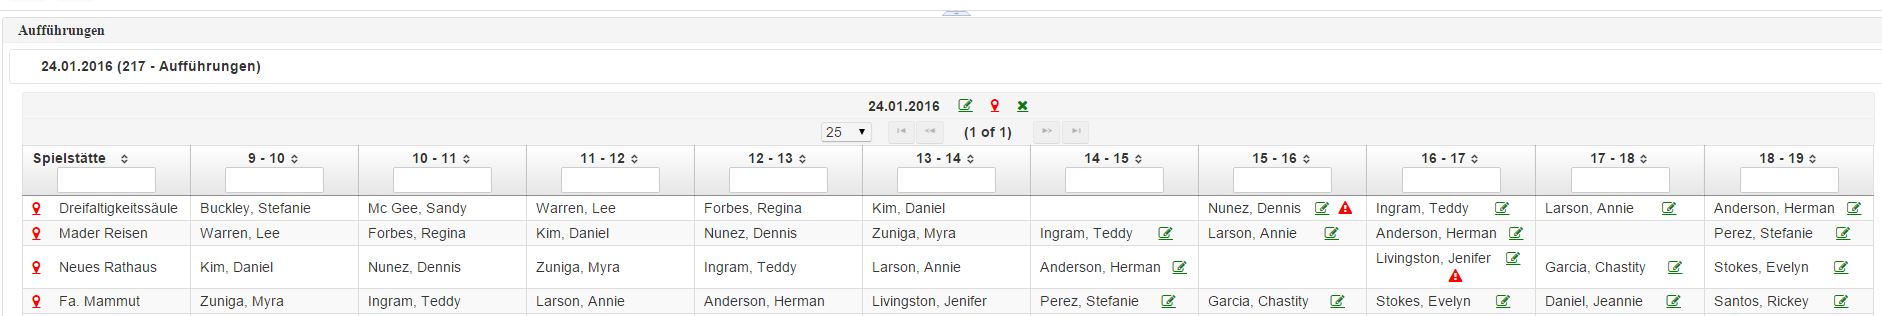 Aufführungen
24.01.2016 (217 - Aufführungen)
24.01.2016
25 (1 of 1)
Spielstätte 9 - 10 10 - 11 11 - 12 12 - 13 13 - 14 14 - 15 15 - 16 16 - 17 17 - 18 18 - 19
Dreifaltigkeitssäule Buckley, Stefanie Mc Gee, Sandy Warren, Lee Forbes, Regina Kim, Daniel Nunez, Dennis Ingram, Teddy Larson, Annie Anderson, Herman
Mader Reisen Warren, Lee Forbes, Regina Kim, Daniel Nunez, Dennis Zuniga, Myra Ingram, Teddy Larson, Annie Anderson, Herman Perez, Stefanie
Neues Rathaus Kim, Daniel Nunez, Dennis Zuniga, Myra Ingram, Teddy Larson, Annie Anderson, Herman Livingston, Jenifer Garcia, Chastity Stokes, Evelyn
Fa. Mammut Zuniga, Myra Ingram, Teddy Larson, Annie Anderson, Herman Livingston, Jenifer Perez, Stefanie Garcia, Chastity Stokes, Evelyn Daniel, Jeannie Santos, Rickey